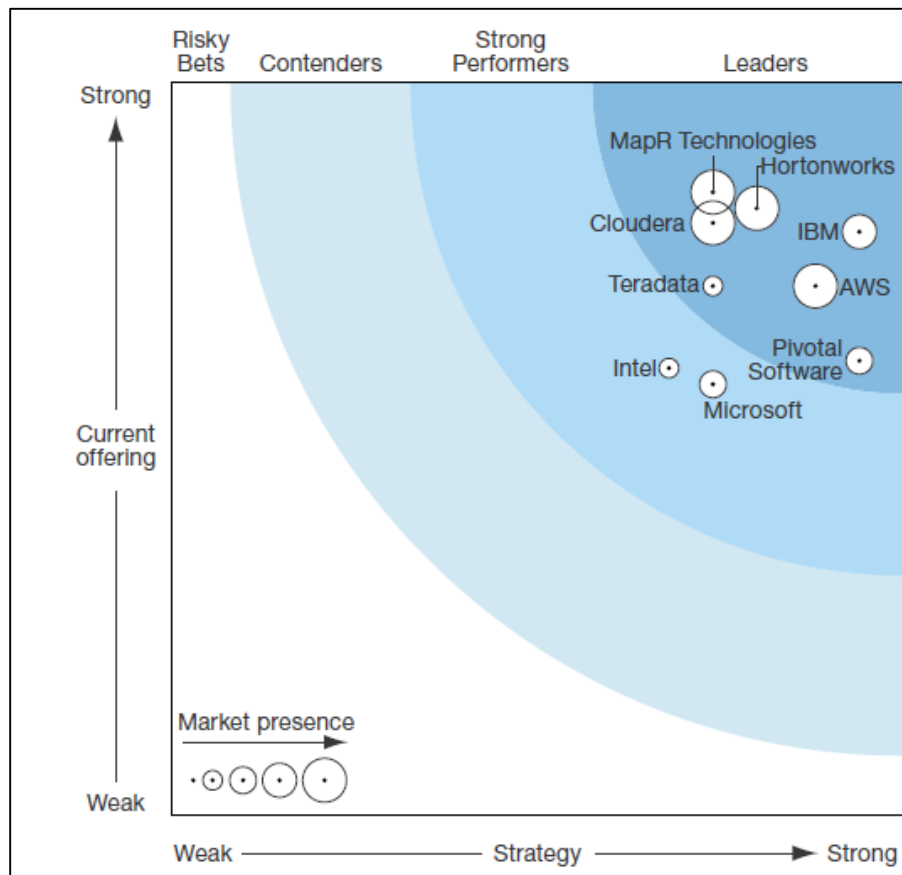 Risky
Bets
Contenders
Strong
Performers
Leaders
Strong
MapR Technologies
Hortonworks
Cloudera
IBM
Teradata
AWS
Pivotal
Software
Intel
Microsoft
Current
offering
Market presence
Weak
Weak
Strategy
Strong